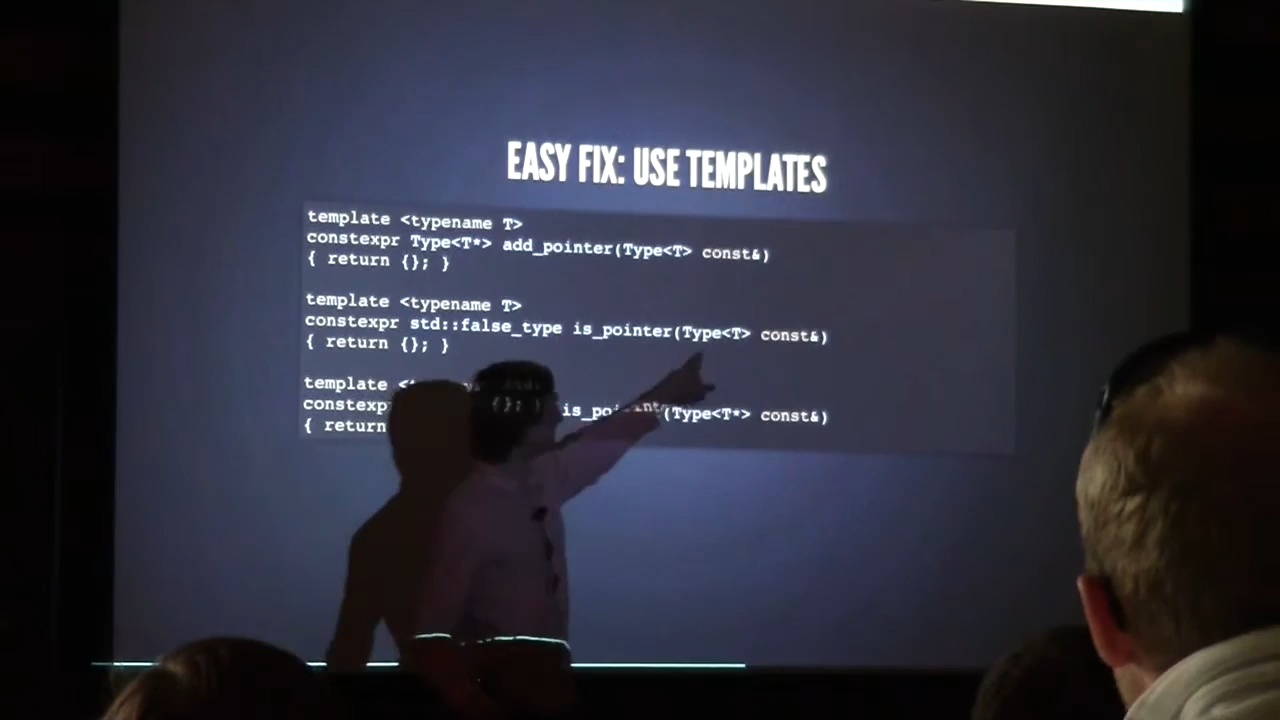 EASY FIX: USE TEMPLATES
template <typename T>
constexpr Type<T*> add_pointer(Type<T> const&)
{ return {}; }
template <typename T>
constexpr std::false_type is_pointer(Type<T> const&)
{ return {}; }
template
constexpr (Type<T*> const&)
{ return {}; }